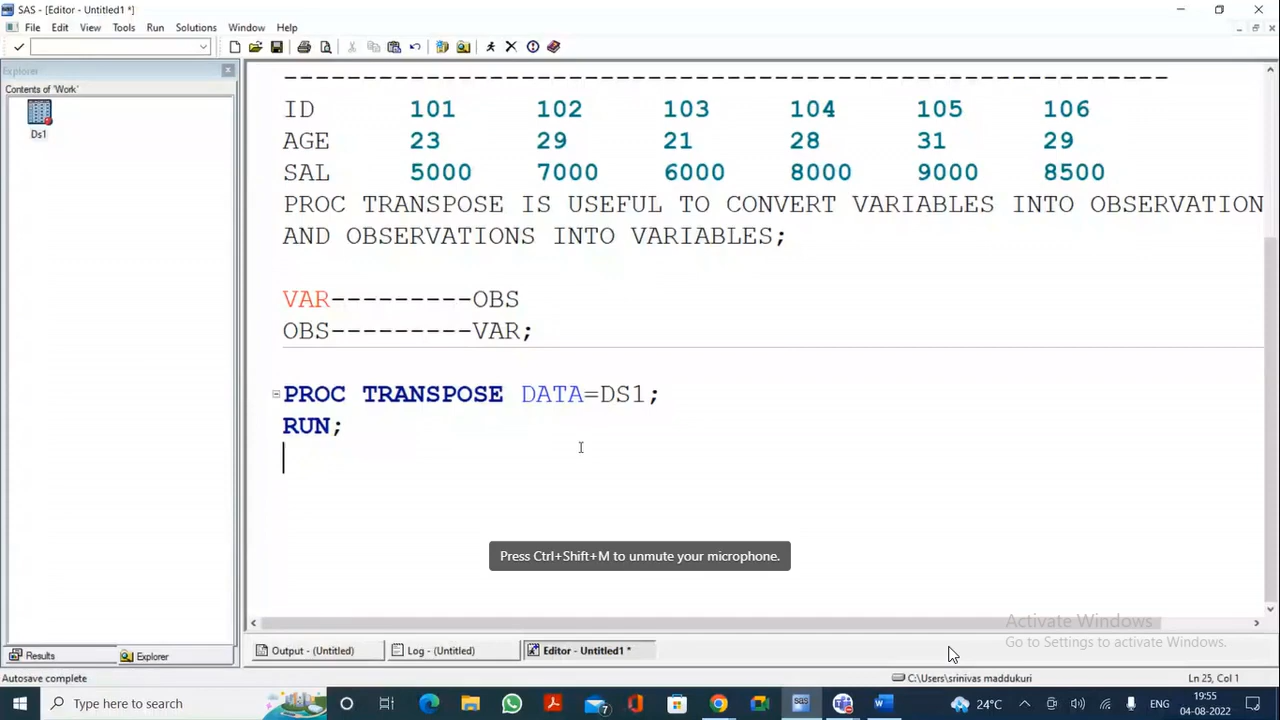 SAS - [Editor - Untitled1 *]
File Edit View Tools Run Solutions Window Help
Explorer
Contents of 'Work'
Ds1
------------------------------------------------------------
ID 101 102 103 104 105 106
AGE 23 29 21 28 31 29
SAL 5000 7000 6000 8000 9000 8500
PROC TRANSPOSE IS USEFUL TO CONVERT VARIABLES INTO OBSERVATION
AND OBSERVATIONS INTO VARIABLES;
VAR---------OBS
OBS---------VAR;
PROC TRANSPOSE DATA=DS1;
RUN;
Press Ctrl+Shift+M to unmute your microphone.
Activate Windows
Go to Settings to activate Windows.
Results Explorer
Output - (Untitled) Log - (Untitled) Editor - Untitled1 *
Autosave complete C:\Users\srinivas maddukuri Ln 25, Col 1
Type here to search 7 24°C ENG 19:55
04-08-2022